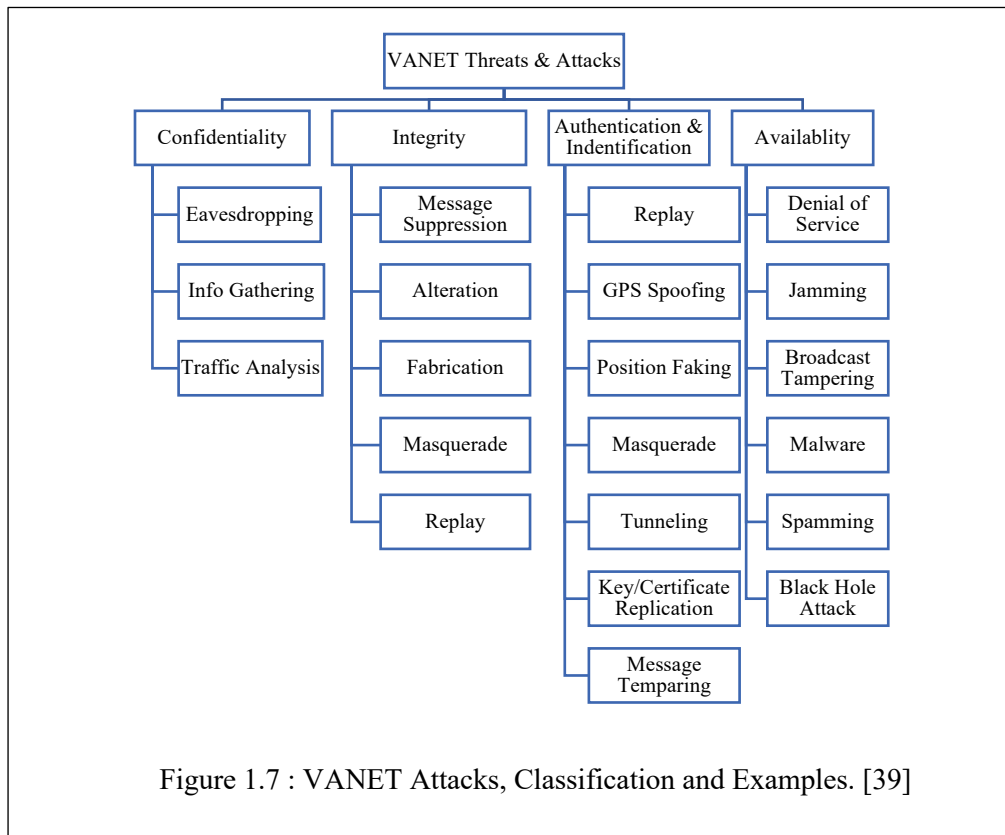 VANET Threats & Attacks
Confidentiality
Eavesdropping
Info Gathering
Traffic Analysis
Integrity
Message
Suppression
Alteration
Fabrication
Masquerade
Replay
Authentication &
Indentification
Replay
GPS Spoofing
Position Faking
Masquerade
Tunneling
Key/Certificate
Replication
Message
Temparing
Availablity
Denial of
Service
Jamming
Broadcast
Tampering
Malware
Spamming
Black Hole
Attack
Figure 1.7 : VANET Attacks, Classification and Examples. [39]